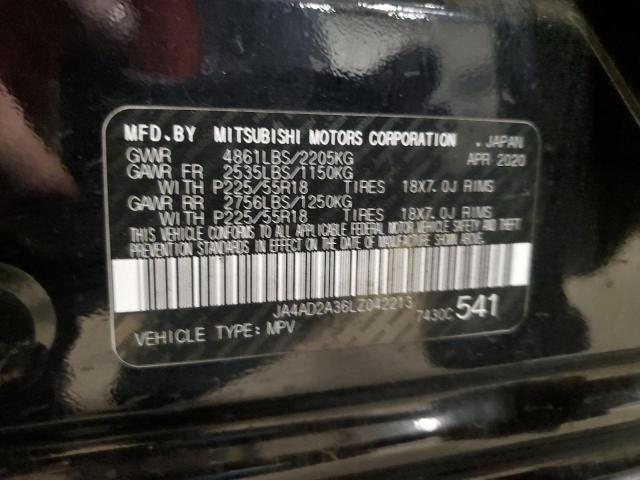 MFD.BY MITSUBISHI MOTORS CORPORATION . JAPAN
GVWR 4861LBS/2205KG APR 2020
GAWR FR 2535LBS/1150KG
WITH P225/55R18 TIRES 18X7.0J RIMS
GAWR RR 2756LBS/1250KG
WITH P225/55R18 TIRES 18X7.0J RIMS
THIS VEHICLE CONFORMS TO ALL APPLICABLE FEDERAL MOTOR VEHICLE SAFETY AND THEFT
PREVENTION STANDARDS IN EFFECT ON THE DATE OF MANUFACTURE SHOWN ABOVE.
JA4AD2A36LZ042213
7430C 541
VEHICLE TYPE: MPV